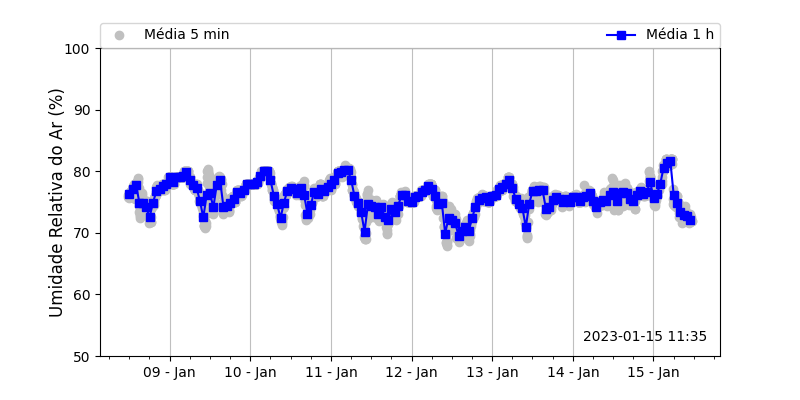 Média 5 min
Média 1 h
Umidade Relativa do Ar (%)
100
90
80
70
60
50
2023-01-15 11:35
09 - Jan
10 - Jan
11 - Jan
12 - Jan
13 - Jan
14 - Jan
15 - Jan